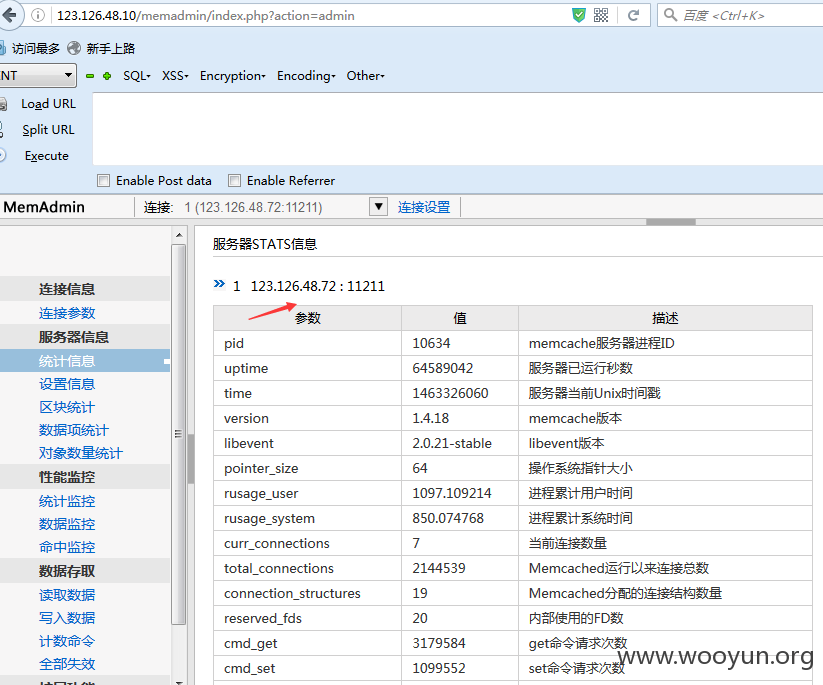 123.126.48.10/memadmin/index.php?action=admin
百度 <Ctrl+K>
访问最多 新手上路
NT SQL- XSS- Encryption- Encoding- Other-
Load URL
Split URL
Execute
Enable Post data Enable Referrer
MemAdmin 连接: 1 (123.126.48.72:11211) 连接设置
服务器STATS信息
» 1 123.126.48.72 : 11211
连接信息
连接参数
服务器信息
统计信息
设置信息
区块统计
数据项统计
对象数量统计
性能监控
统计监控
数据监控
命中监控
数据存取
读取数据
写入数据
计数命令
全部失效
参数 值 描述
pid 10634 memcache服务器进程ID
uptime 64589042 服务器已运行秒数
time 1463326060 服务器当前Unix时间戳
version 1.4.18 memcache版本
libevent 2.0.21-stable libevent版本
pointer_size 64 操作系统指针大小
rusage_user 1097.109214 进程累计用户时间
rusage_system 850.074768 进程累计系统时间
curr_connections 7 当前连接数量
total_connections 2144539 Memcached运行以来连接总数
connection_structures 19 Memcached分配的连接结构数量
reserved_fds 20 内部使用的FD数
cmd_get 3179584 get命令请求次数
cmd_set 1099552 set命令请求次数
www.wooyun.org